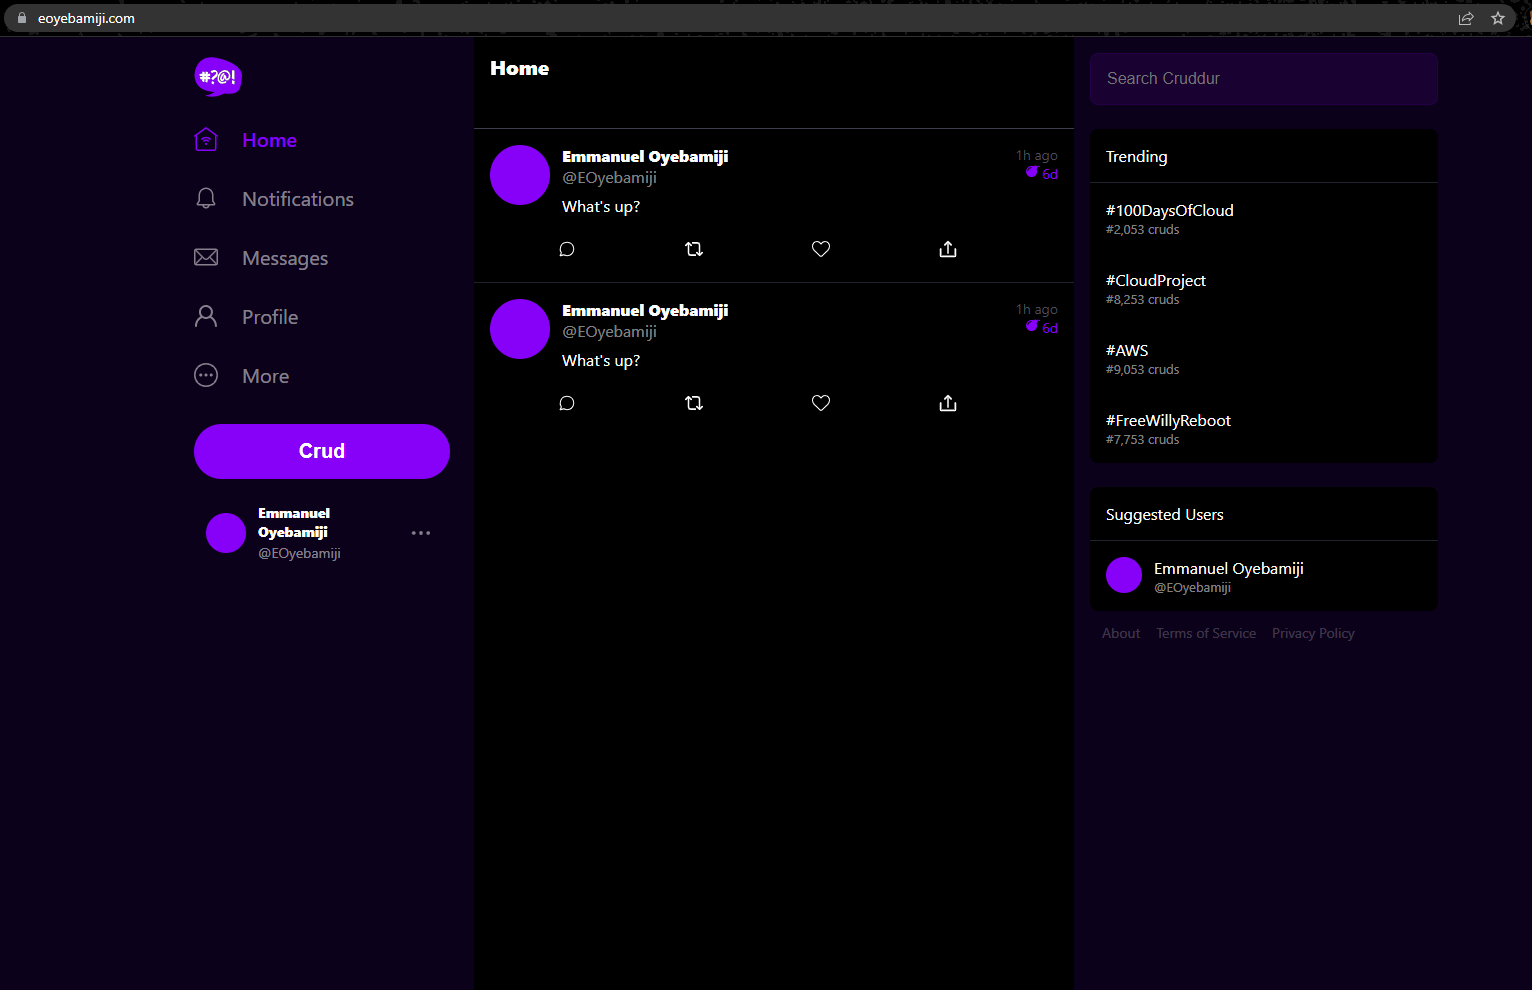 eoyebamiji.com
#?@!
Home
Notifications
Messages
Profile
More
Crud
Emmanuel
Oyebamiji
@EOyebamiji
Home
Emmanuel Oyebamiji
1h ago
@EOyebamiji
6d
What's up?
Emmanuel Oyebamiji
1h ago
@EOyebamiji
6d
What's up?
Search Cruddur
Trending
#100DaysOfCloud
#2,053 cruds
#CloudProject
#8,253 cruds
#AWS
#9,053 cruds
#FreeWillyReboot
#7,753 cruds
Suggested Users
Emmanuel Oyebamiji
@EOyebamiji
About Terms of Service Privacy Policy